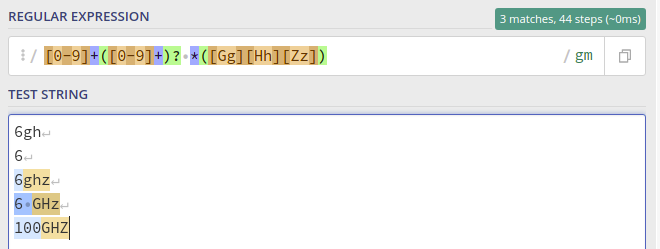 REGULAR EXPRESSION
3 matches, 44 steps (~0ms)
/ [0-9]+([0-9]+)?·*([Gg][Hh][Zz]) / gm
TEST STRING
6gh↵
6↵
6ghz↵
6·GHz↵
100GHZ